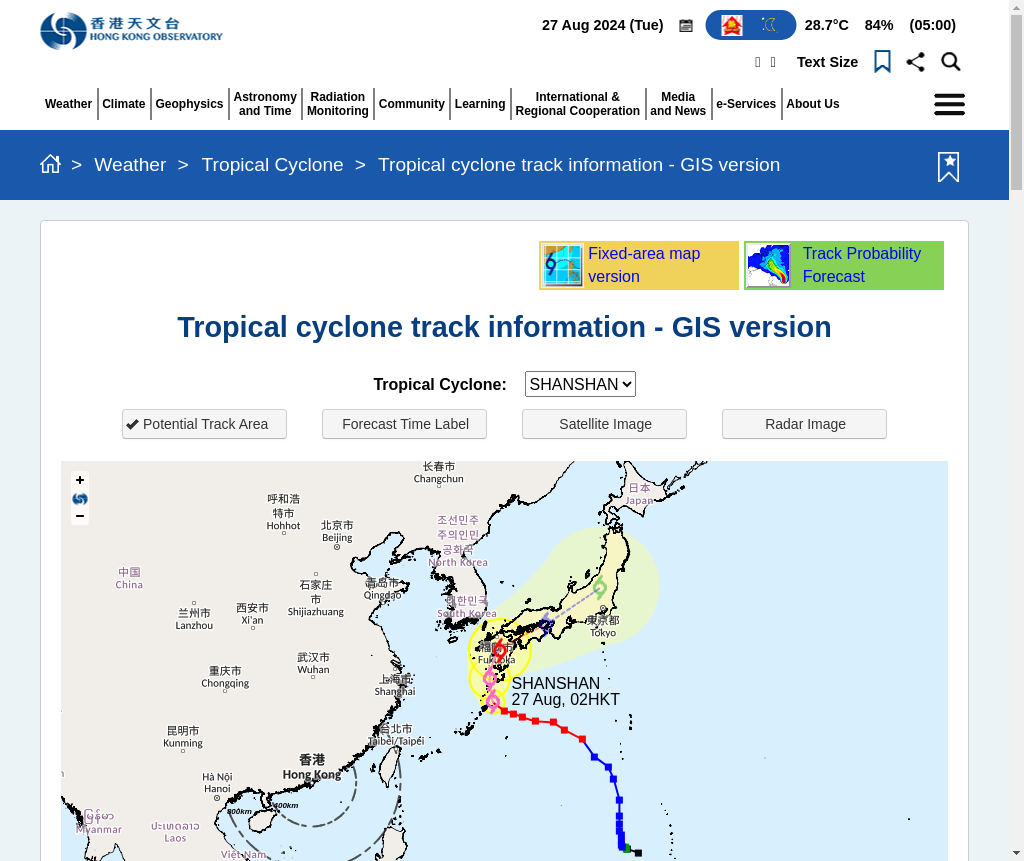 香港天文台
HONG KONG OBSERVATORY
27 Aug 2024 (Tue)
28.7°C
84%
(05:00)
Text Size
Weather
Climate
Geophysics
Astronomy
and Time
Radiation
Monitoring
Community
Learning
International &
Regional Cooperation
Media
and News
e-Services
About Us
> Weather > Tropical Cyclone > Tropical cyclone track information - GIS version
Fixed-area map
version
Track Probability
Forecast
Tropical cyclone track information - GIS version
Tropical Cyclone: SHANSHAN
Potential Track Area
Forecast Time Label
Satellite Image
Radar Image
+
−
长春市
Changchun
日本
Japan
呼和浩
特市
Hohhot
北京市
Beijing
조선민주
주의인민
공화국
North Korea
中国
China
石家庄
市
Shijiazhuang
青岛市
Qingdao
대한민국
South Korea
兰州市
Lanzhou
西安市
Xi'an
東京都
Tokyo
Fukuoka
武汉市
Wuhan
重庆市
Chongqing
上海市
Shanghai
SHANSHAN
27 Aug, 02HKT
昆明市
Kunming
台北市
Taibei/Taipei
香港
Hong Kong
Hà Nội
Hanoi
800km
400km
မြန်မာ
Myanmar
ປະເທດລາວ
Laos
Việt Nam